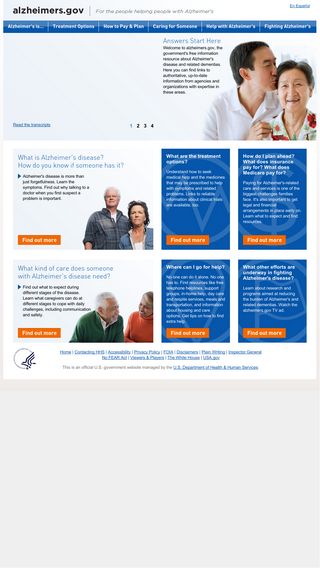 alzheimers.gov
For the people helping people with Alzheimer's
En Español
Alzheimer's is...
Treatment Options
How to Pay & Plan
Caring for Someone
Help with Alzheimer's
Fighting Alzheimer's
Answers Start Here
Welcome to alzheimers.gov, the
government's free information
resource about Alzheimer's
disease and related dementias.
Here you can find links to
authoritative, up-to-date
information from agencies and
organizations with expertise in
these areas.
Read the transcripts
1 2 3 4
What is Alzheimer's disease?
How do you know if someone has it?
Alzheimer's disease is more than
just forgetfulness. Learn the
symptoms. Find out why talking to a
doctor when you first suspect a
problem is important.
Find out more
What are the treatment
options?
Understand how to seek
medical help and the medicines
that may be prescribed to help
with symptoms and related
problems. Links to information
about clinical trials
are available, too.
Find out more
How do I plan ahead?
What does insurance
pay for? What does
Medicare pay for?
Paying for Alzheimer's-related
care and services is one of the
biggest challenges families
face. It's also important to get
legal and financial
arrangements in place early on.
Learn what to expect and find
resources.
Find out more
What kind of care does someone
with Alzheimer's disease need?
Find out what to expect during
different stages of the disease.
Learn what caregivers can do at
different stages to cope with
challenges, including communication
and safety.
Find out more
Where can I go for help?
No one can do it alone. No
one has to. Find resources like free
telephone helplines, support
groups, in-home help, day care
and respite services, meals and
transportation. Find information
about housing and care
options. Get tips on how to find
extra help.
Find out more
What other efforts are
underway in fighting
Alzheimer's disease?
Learn about research and
programs aimed at reducing
the burden of Alzheimer's and
related dementias. Watch the
alzheimers.gov TV ad.
Find out more
Home | Contacting HHS | Accessibility | Privacy Policy | FOIA | Disclaimers | Plain Writing | Inspector General
No FEAR Act | Viewers & Players | The White House | USA.gov
This is an official U.S. government website managed by the U.S. Department of Health & Human Services